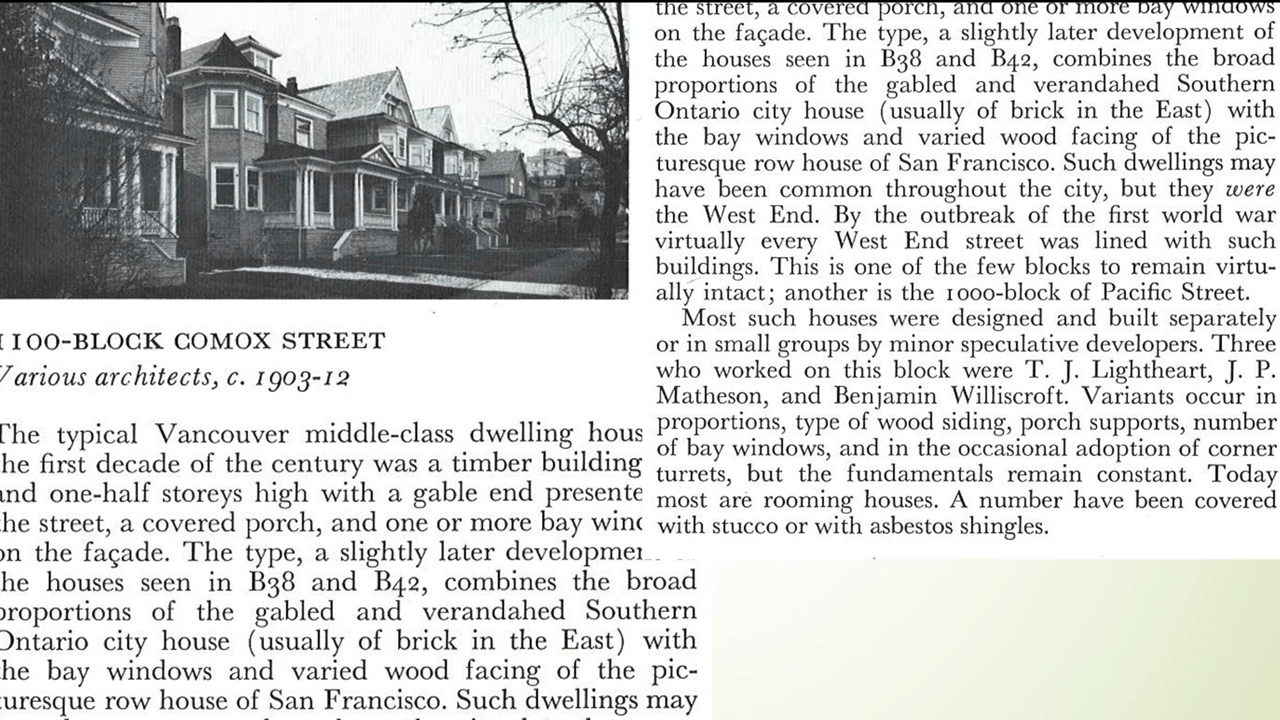 1100-BLOCK COMOX STREET
Various architects, c. 1903-12
The typical Vancouver middle-class dwelling hous
the first decade of the century was a timber building
and one-half storeys high with a gable end presente
the street, a covered porch, and one or more bay wind
on the façade. The type, a slightly later developmen
the houses seen in B38 and B42, combines the broad
proportions of the gabled and verandahed Southern
Ontario city house (usually of brick in the East) with
the bay windows and varied wood facing of the pic-
turesque row house of San Francisco. Such dwellings may
the street, a covered porch, and one or more bay windows
on the façade. The type, a slightly later development of
the houses seen in B38 and B42, combines the broad
proportions of the gabled and verandahed Southern
Ontario city house (usually of brick in the East) with
the bay windows and varied wood facing of the pic-
turesque row house of San Francisco. Such dwellings may
have been common throughout the city, but they were
the West End. By the outbreak of the first world war
virtually every West End street was lined with such
buildings. This is one of the few blocks to remain virtu-
ally intact; another is the 1000-block of Pacific Street.
Most such houses were designed and built separately
or in small groups by minor speculative developers. Three
who worked on this block were T. J. Lightheart, J. P.
Matheson, and Benjamin Williscroft. Variants occur in
proportions, type of wood siding, porch supports, number
of bay windows, and in the occasional adoption of corner
turrets, but the fundamentals remain constant. Today
most are rooming houses. A number have been covered
with stucco or with asbestos shingles.